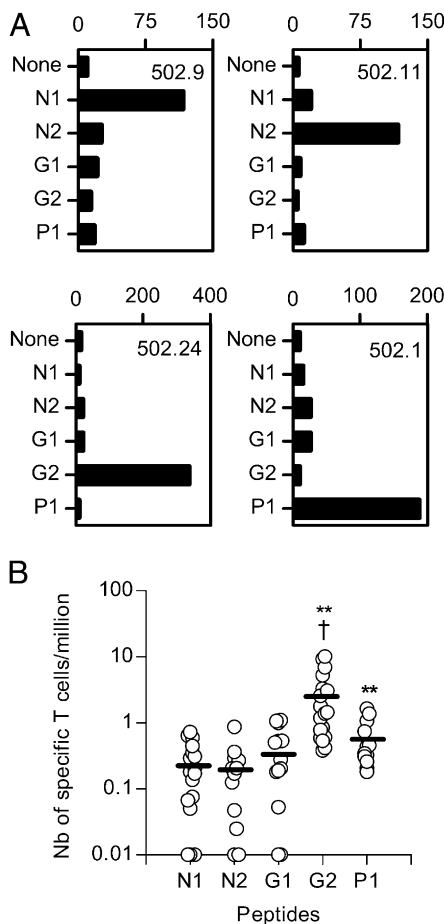 A
0 75 150 0 75 150
None 502.9 None 502.11
N1 N1
N2 N2
G1 G1
G2 G2
P1 P1
0 200 400 0 100 200
None 502.24 None 502.1
N1 N1
N2 N2
G1 G1
G2 G2
P1 P1
B
Nb of specific T cells/million
100
10
1
0.1
0.01
**
†
**
N1 N2 G1 G2 P1
Peptides